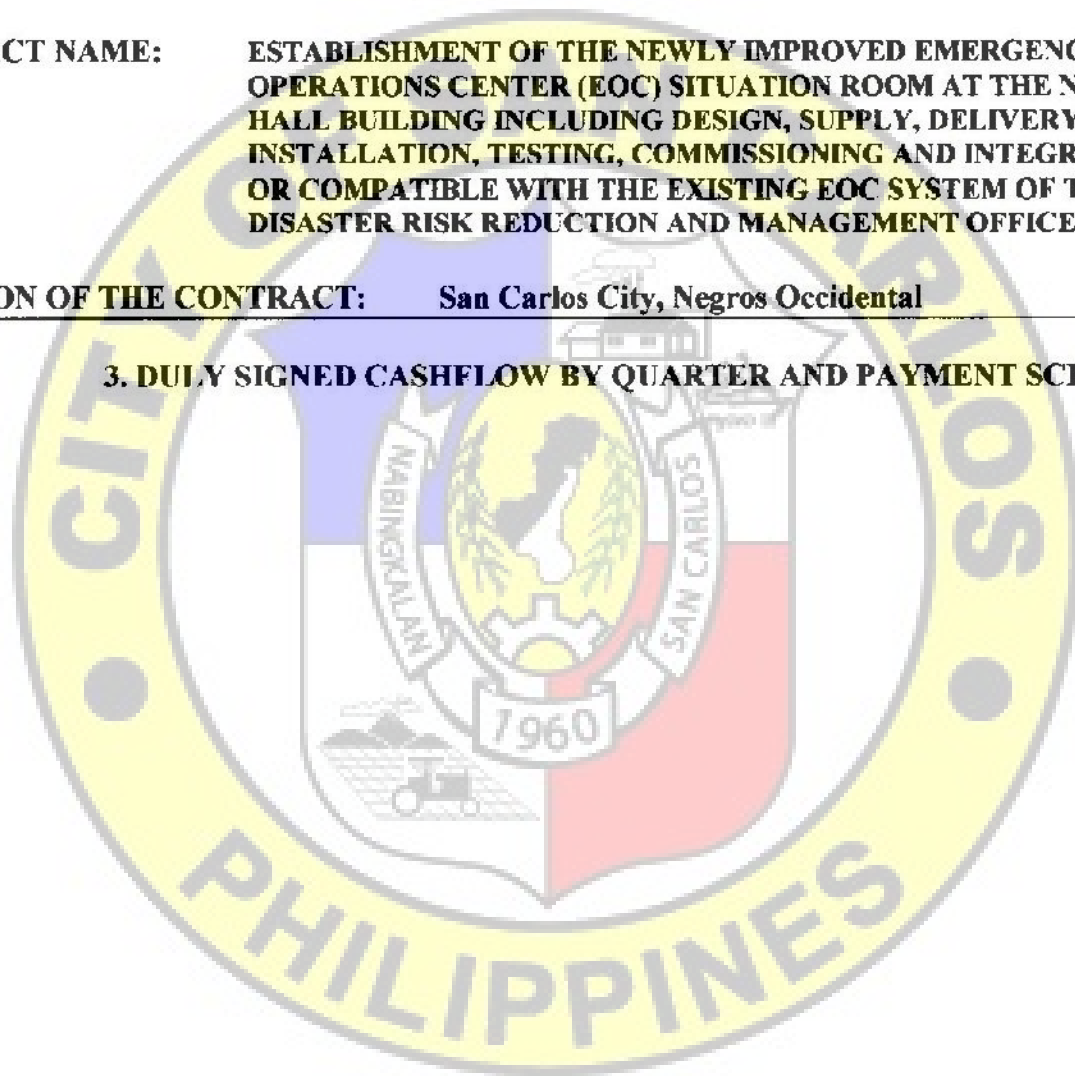 CT NAME: ESTABLISHMENT OF THE NEWLY IMPROVED EMERGENC
OPERATIONS CENTER (EOC) SITUATION ROOM AT THE N
HALL BUILDING INCLUDING DESIGN, SUPPLY, DELIVERY
INSTALLATION, TESTING, COMMISSIONING AND INTEGR
OR COMPATIBLE WITH THE EXISTING EOC SYSTEM OF T
DISASTER RISK REDUCTION AND MANAGEMENT OFFICE
ON OF THE CONTRACT: San Carlos City, Negros Occidental
3. DULY SIGNED CASHFLOW BY QUARTER AND PAYMENT SC
CITY OF SAN CARLOS
NABINGKALAN
SAN CARLOS
1960
PHILIPPINES